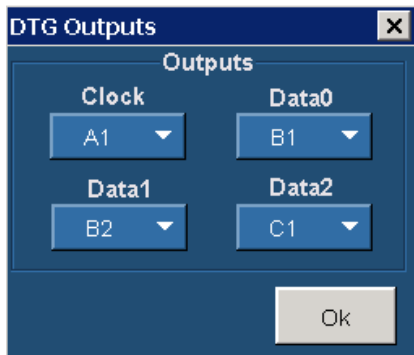 DTG Outputs
Outputs
Clock Data0
A1 B1
Data1 Data2
B2 C1
Ok